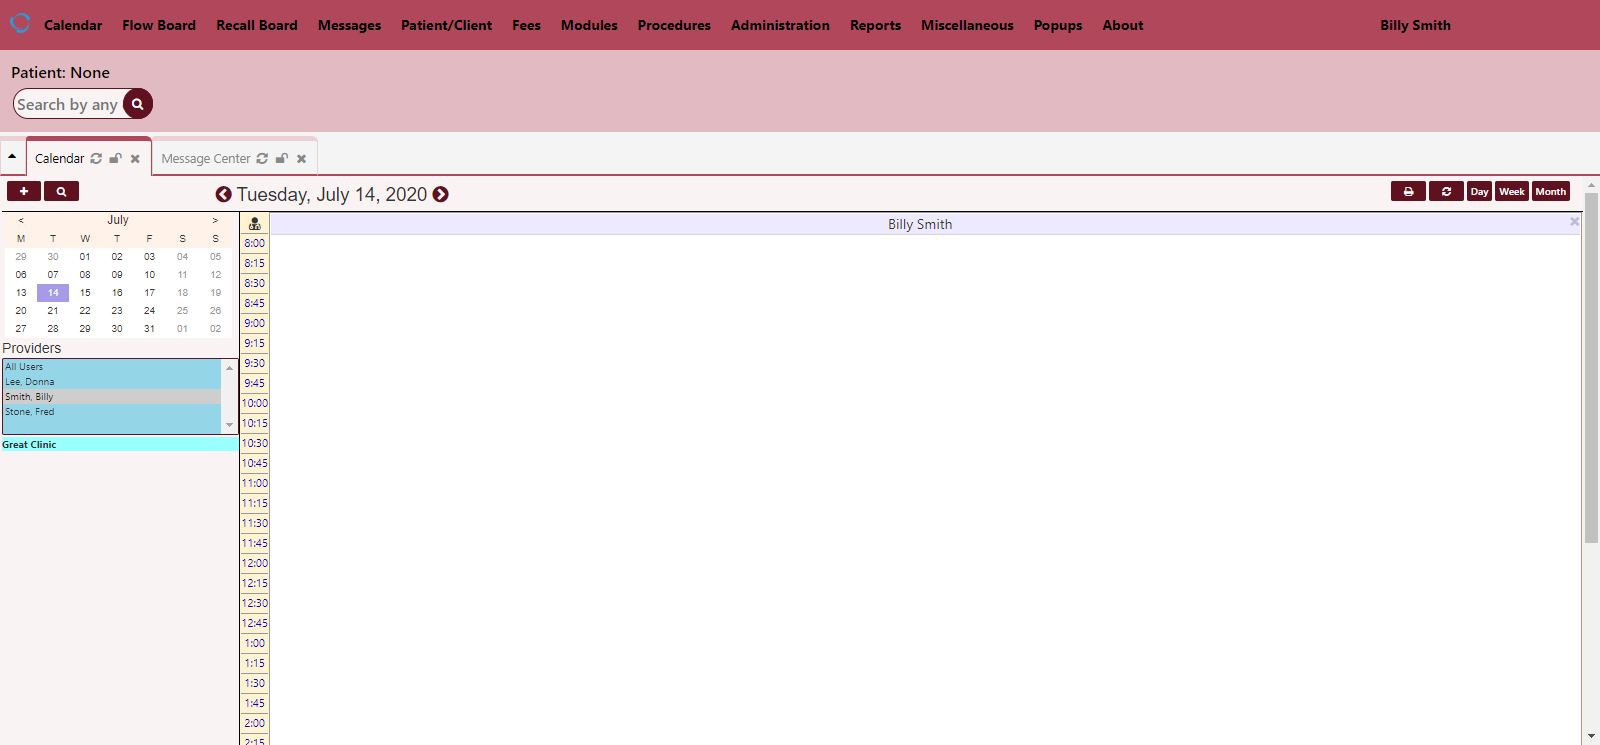 Calendar Flow Board Recall Board Messages Patient/Client Fees Modules Procedures Administration Reports Miscellaneous Popups About Billy Smith
Patient: None
Search by any
Calendar Message Center
Tuesday, July 14, 2020 Day Week Month
< July >
M T W T F S S
29 30 01 02 03 04 05
06 07 08 09 10 11 12
13 14 15 16 17 18 19
20 21 22 23 24 25 26
27 28 29 30 31 01 02
Providers
All Users
Lee, Donna
Smith, Billy
Stone, Fred
Great Clinic
Billy Smith
8:00
8:15
8:30
8:45
9:00
9:15
9:30
9:45
10:00
10:15
10:30
10:45
11:00
11:15
11:30
11:45
12:00
12:15
12:30
12:45
1:00
1:15
1:30
1:45
2:00
2:15